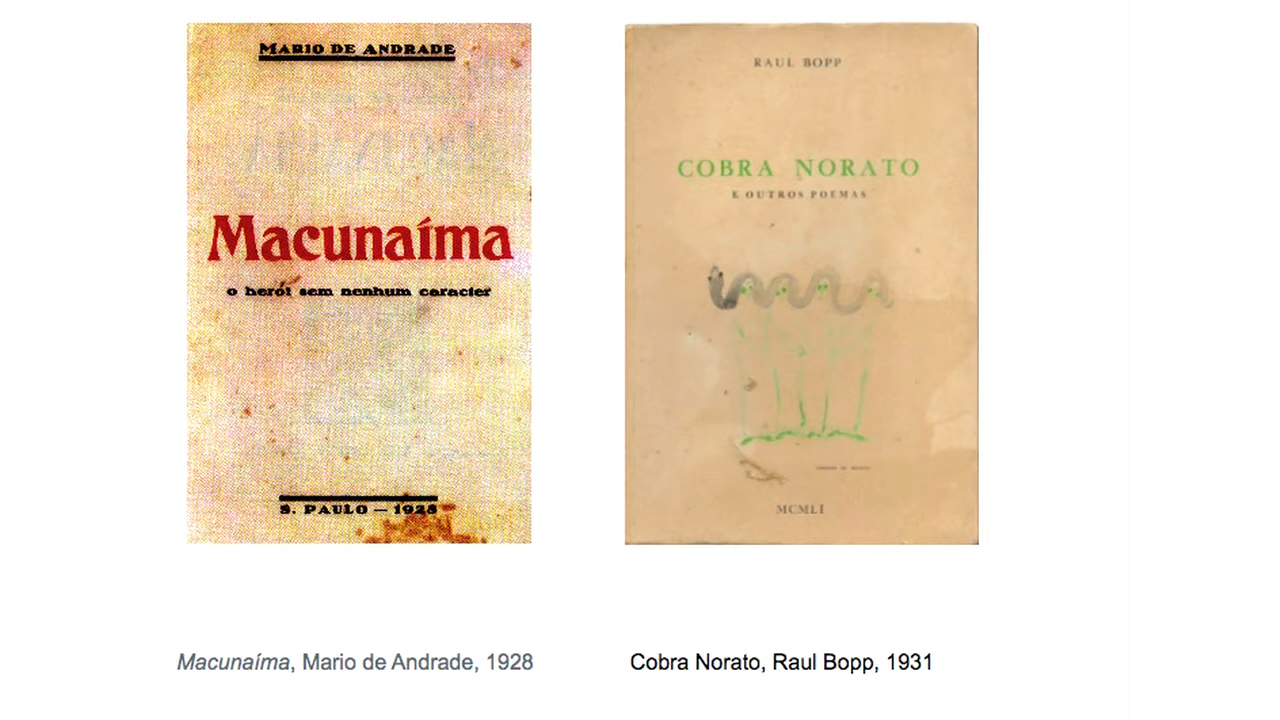 MARIO DE ANDRADE
Macunaíma
o herói sem nenhum caracter
S. PAULO — 1928
RAUL BOPP
COBRA NORATO
E OUTROS POEMAS
MCMLI
Macunaíma, Mario de Andrade, 1928
Cobra Norato, Raul Bopp, 1931